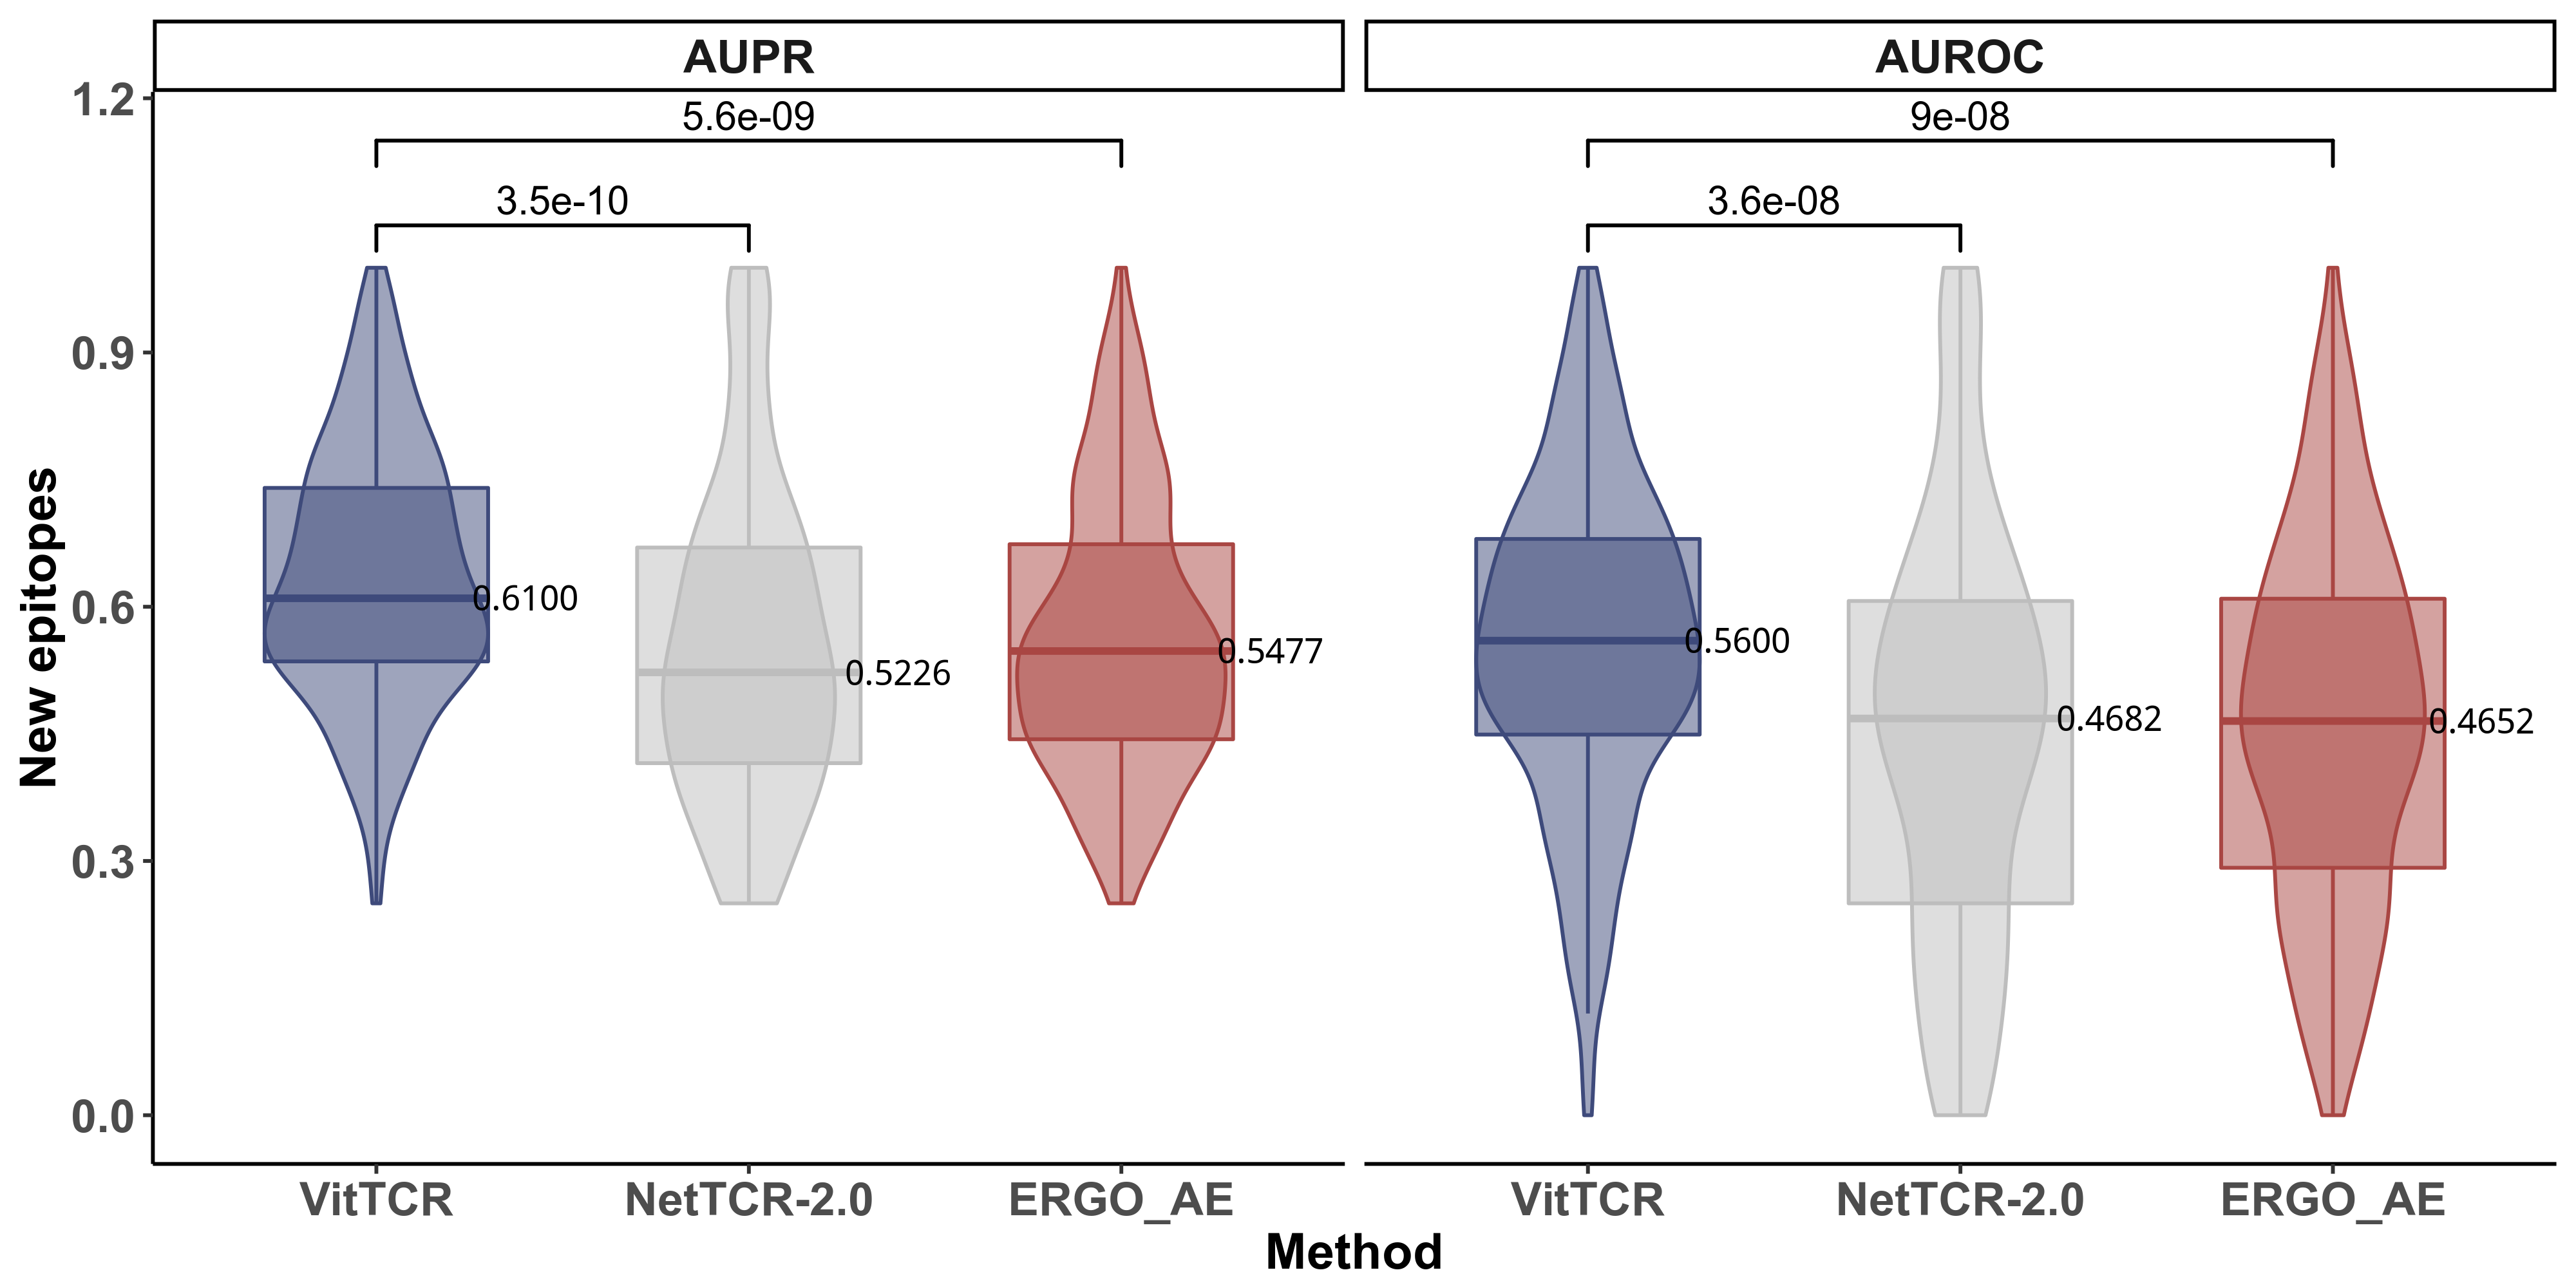 AUPR
AUROC
New epitopes
1.2
0.9
0.6
0.3
0.0
5.6e-09
3.5e-10
0.6100
0.5226
0.5477
9e-08
3.6e-08
0.5600
0.4682
0.4652
VitTCR NetTCR-2.0 ERGO_AE
VitTCR NetTCR-2.0 ERGO_AE
Method